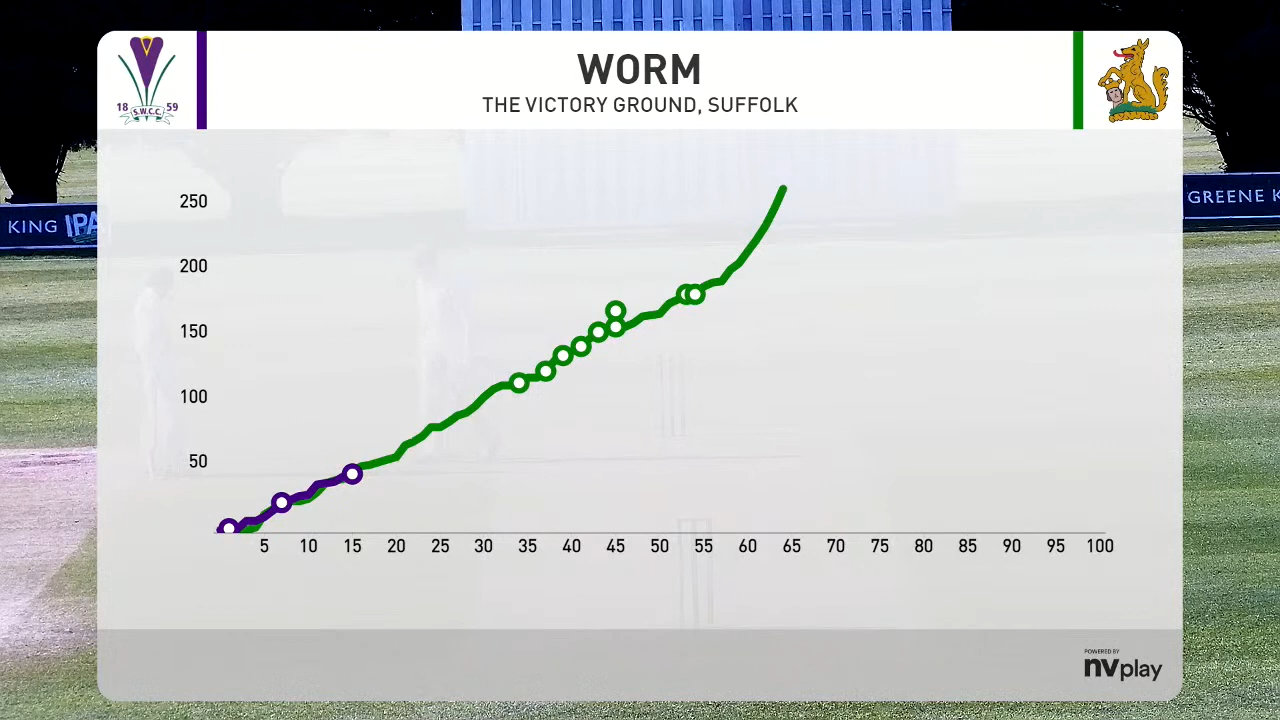 WORM
THE VICTORY GROUND, SUFFOLK
18 S.W.C.C. 59
250
200
150
100
50
5 10 15 20 25 30 35 40 45 50 55 60 65 70 75 80 85 90 95 100
KING IPA
GREENE K
POWERED BY
nvplay